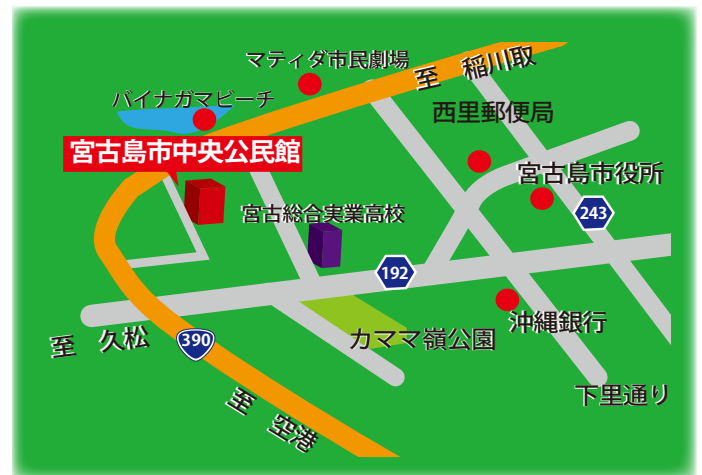 マティダ市民劇場
至 稲川取
バイナガマビーチ
西里郵便局
宮古島市中央公民館
宮古島市役所
宮古総合実業高校
243
192
沖縄銀行
カママ嶺公園
至 久松
390
下里通り
至 空港